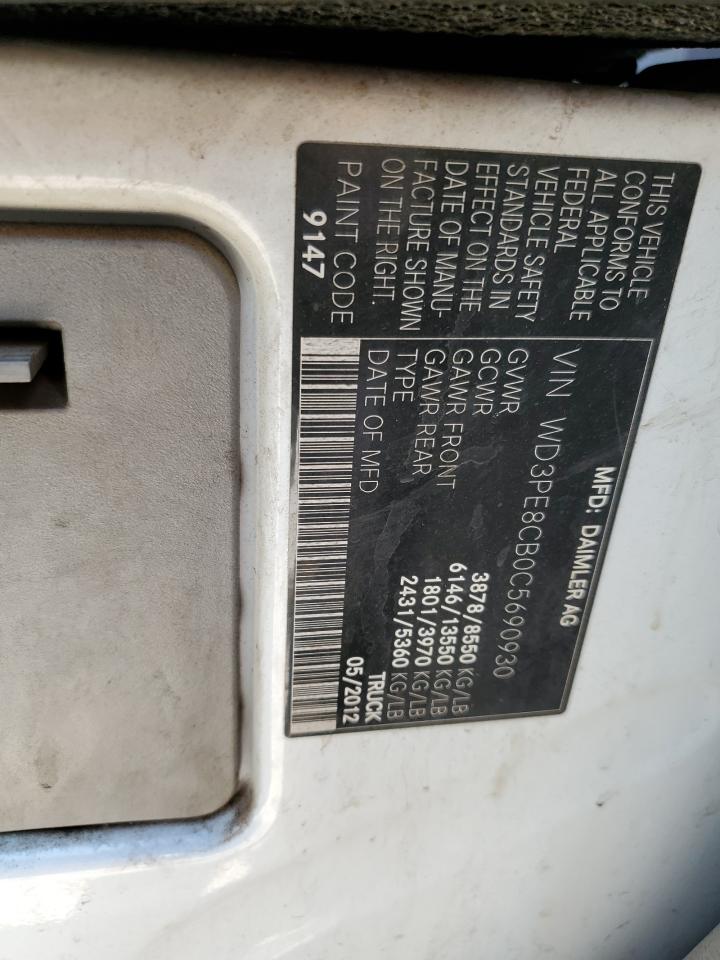 THIS VEHICLE
CONFORMS TO
ALL APPLICABLE
FEDERAL
VEHICLE SAFETY
STANDARDS IN
EFFECT ON THE
DATE OF MANU-
FACTURE SHOWN
ON THE RIGHT.
PAINT CODE
9147
MFD: DAIMLER AG
VIN WD3PE8CB0C5690930
GVWR 3878/8550 KG/LB
GCWR 6146/13550 KG/LB
GAWR FRONT 1801/3970 KG/LB
GAWR REAR 2431/5360 KG/LB
TYPE TRUCK
DATE OF MFD 05/2012